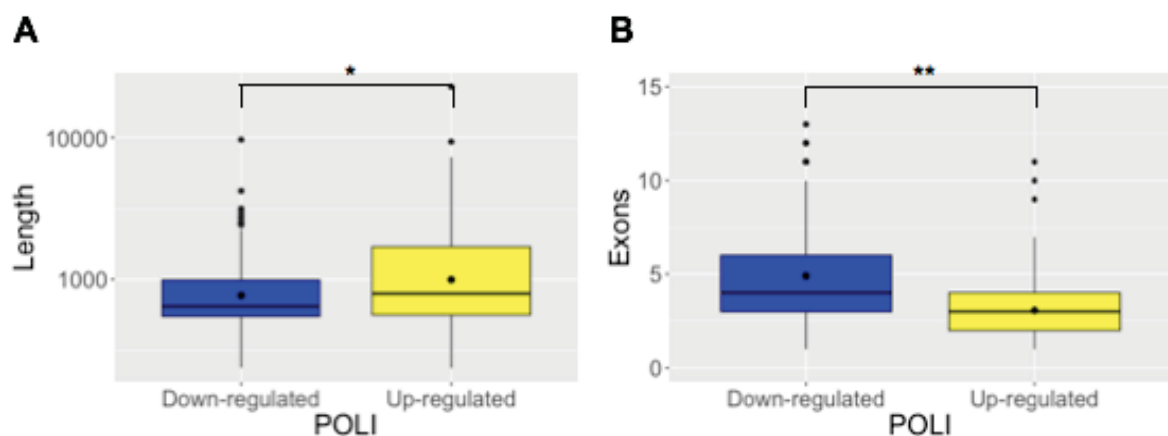 A
*
10000
1000
Length
Down-regulated Up-regulated
POLI
B
**
15
10
5
0
Exons
Down-regulated Up-regulated
POLI